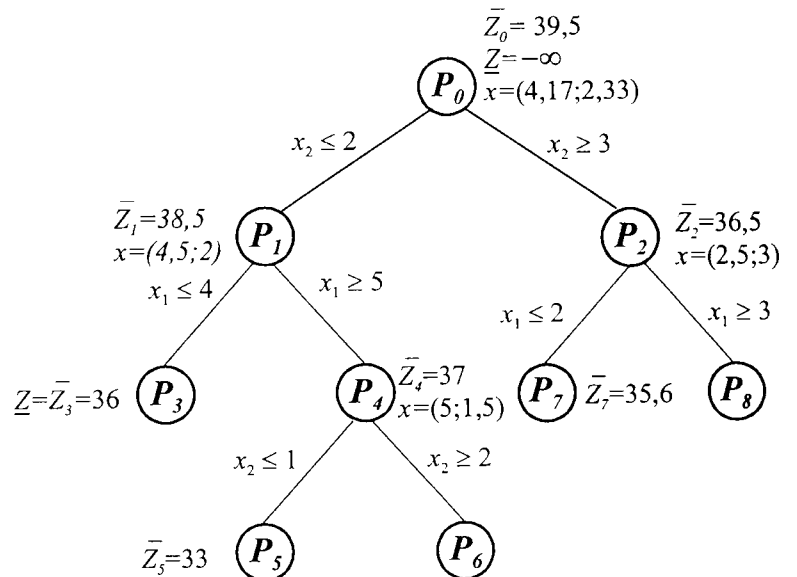 Z̅₀= 39,5
Z̲=−∞
P₀ x=(4,17;2,33)
x₂ ≤ 2 x₂ ≥ 3
Z̅₁=38,5 P₁ P₂ Z̅₂=36,5
x=(4,5;2) x=(2,5;3)
x₁ ≤ 4 x₁ ≥ 5 x₁ ≤ 2 x₁ ≥ 3
Z̲=Z̅₃=36 P₃ P₄ Z̅₄=37 P₇ Z̅₇=35,6 P₈
x=(5;1,5)
x₂ ≤ 1 x₂ ≥ 2
Z̅₅=33 P₅ P₆